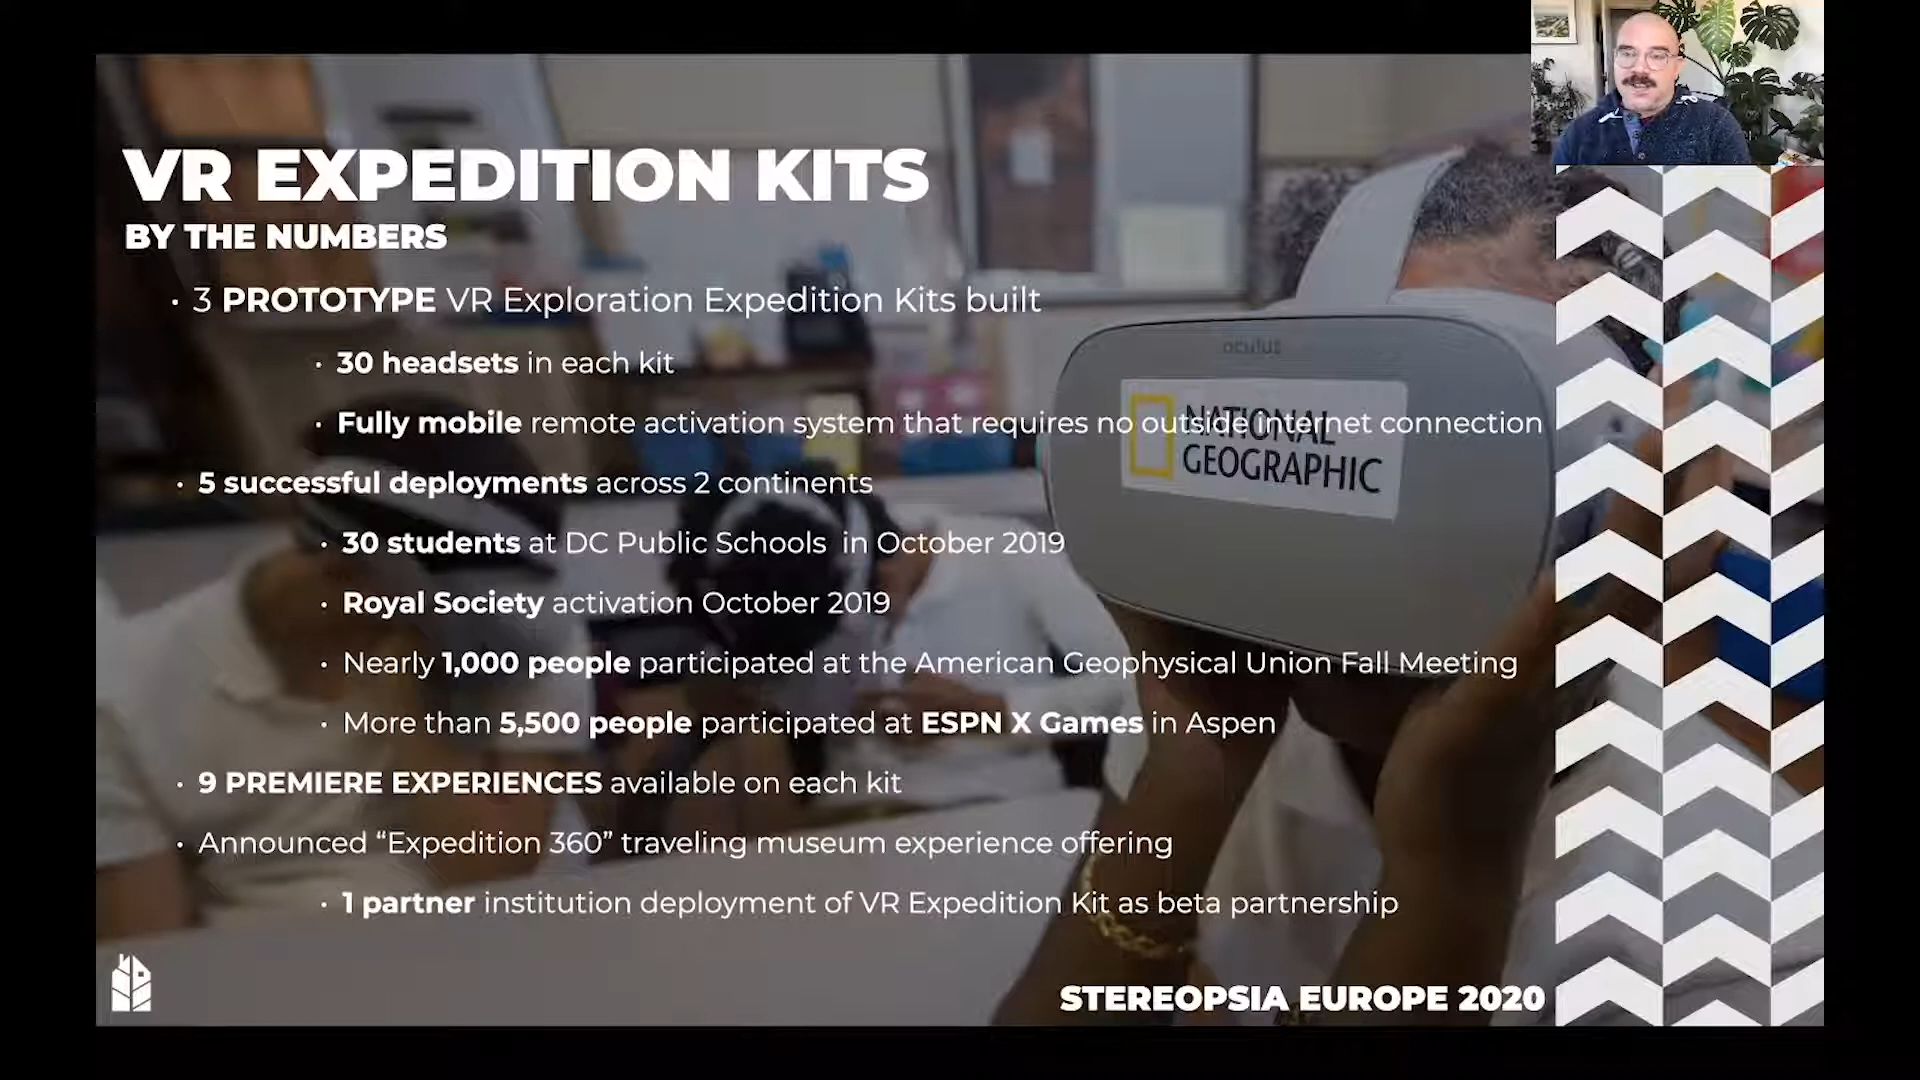 VR EXPEDITION KITS
BY THE NUMBERS
• 3 PROTOTYPE VR Exploration Expedition Kits built
• 30 headsets in each kit
• Fully mobile remote activation system that requires no outside internet connection
• 5 successful deployments across 2 continents
• 30 students at DC Public Schools in October 2019
• Royal Society activation October 2019
• Nearly 1,000 people participated at the American Geophysical Union Fall Meeting
• More than 5,500 people participated at ESPN X Games in Aspen
• 9 PREMIERE EXPERIENCES available on each kit
• Announced “Expedition 360” traveling museum experience offering
• 1 partner institution deployment of VR Expedition Kit as beta partnership
STEREOPSIA EUROPE 2020
oculus
NATIONAL
GEOGRAPHIC